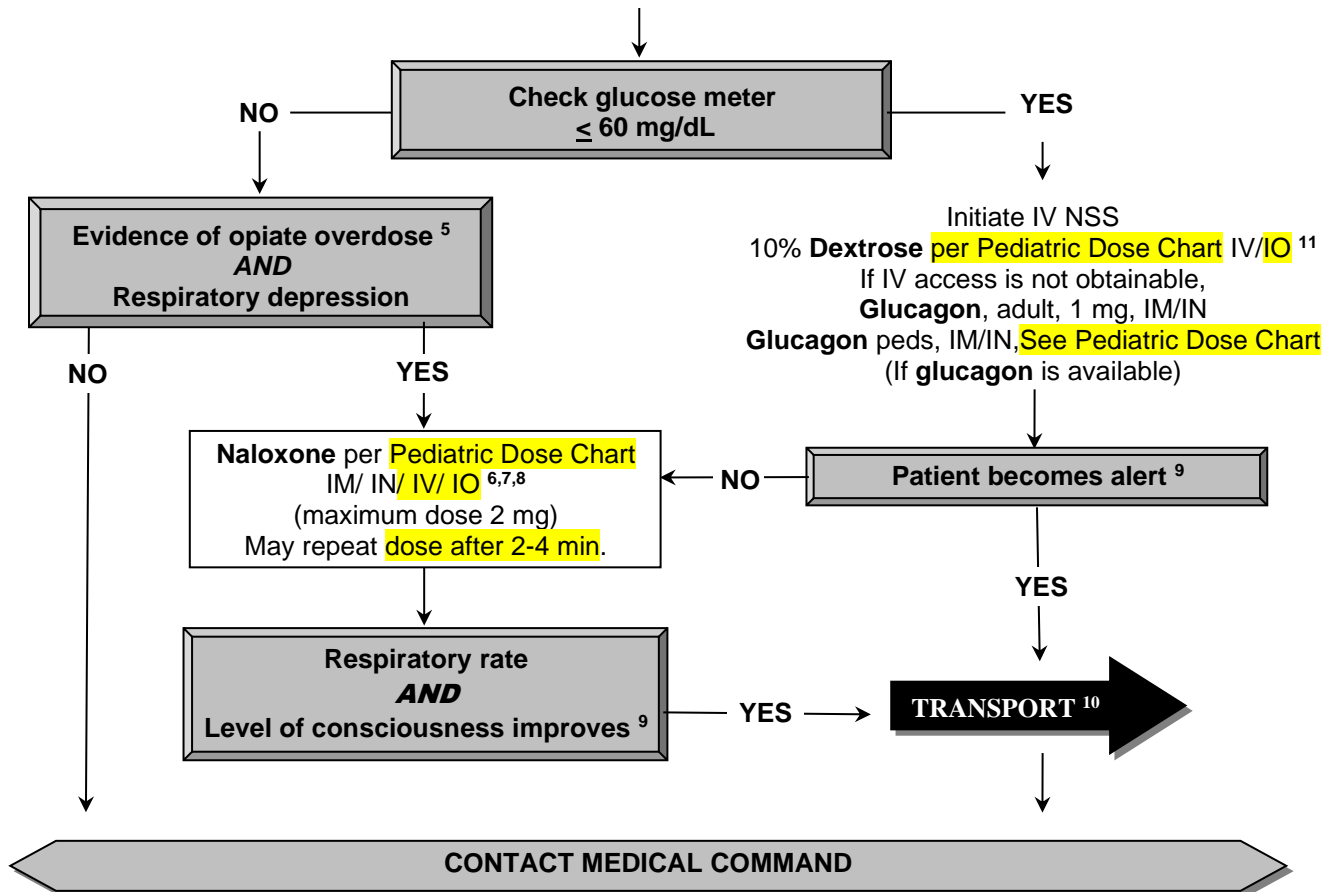 Check glucose meter
≤ 60 mg/dL
NO
YES
Evidence of opiate overdose 5
AND
Respiratory depression
Initiate IV NSS
10% Dextrose per Pediatric Dose Chart IV/IO 11
If IV access is not obtainable,
Glucagon, adult, 1 mg, IM/IN
Glucagon peds, IM/IN,See Pediatric Dose Chart
(If glucagon is available)
NO
YES
Naloxone per Pediatric Dose Chart
IM/ IN/ IV/ IO 6,7,8
(maximum dose 2 mg)
May repeat dose after 2-4 min.
NO
Patient becomes alert 9
YES
Respiratory rate
AND
Level of consciousness improves 9
YES
TRANSPORT 10
CONTACT MEDICAL COMMAND